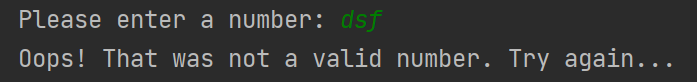 Please enter a number: dsf
Oops! That was not a valid number. Try again...